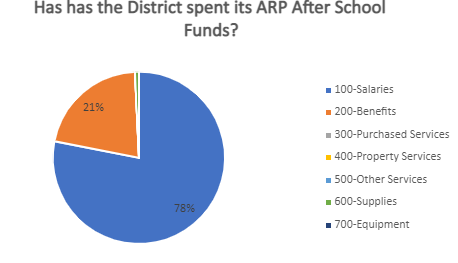 Has has the District spent its ARP After School
Funds?
21%
78%
100-Salaries
200-Benefits
300-Purchased Services
400-Property Services
500-Other Services
600-Supplies
700-Equipment